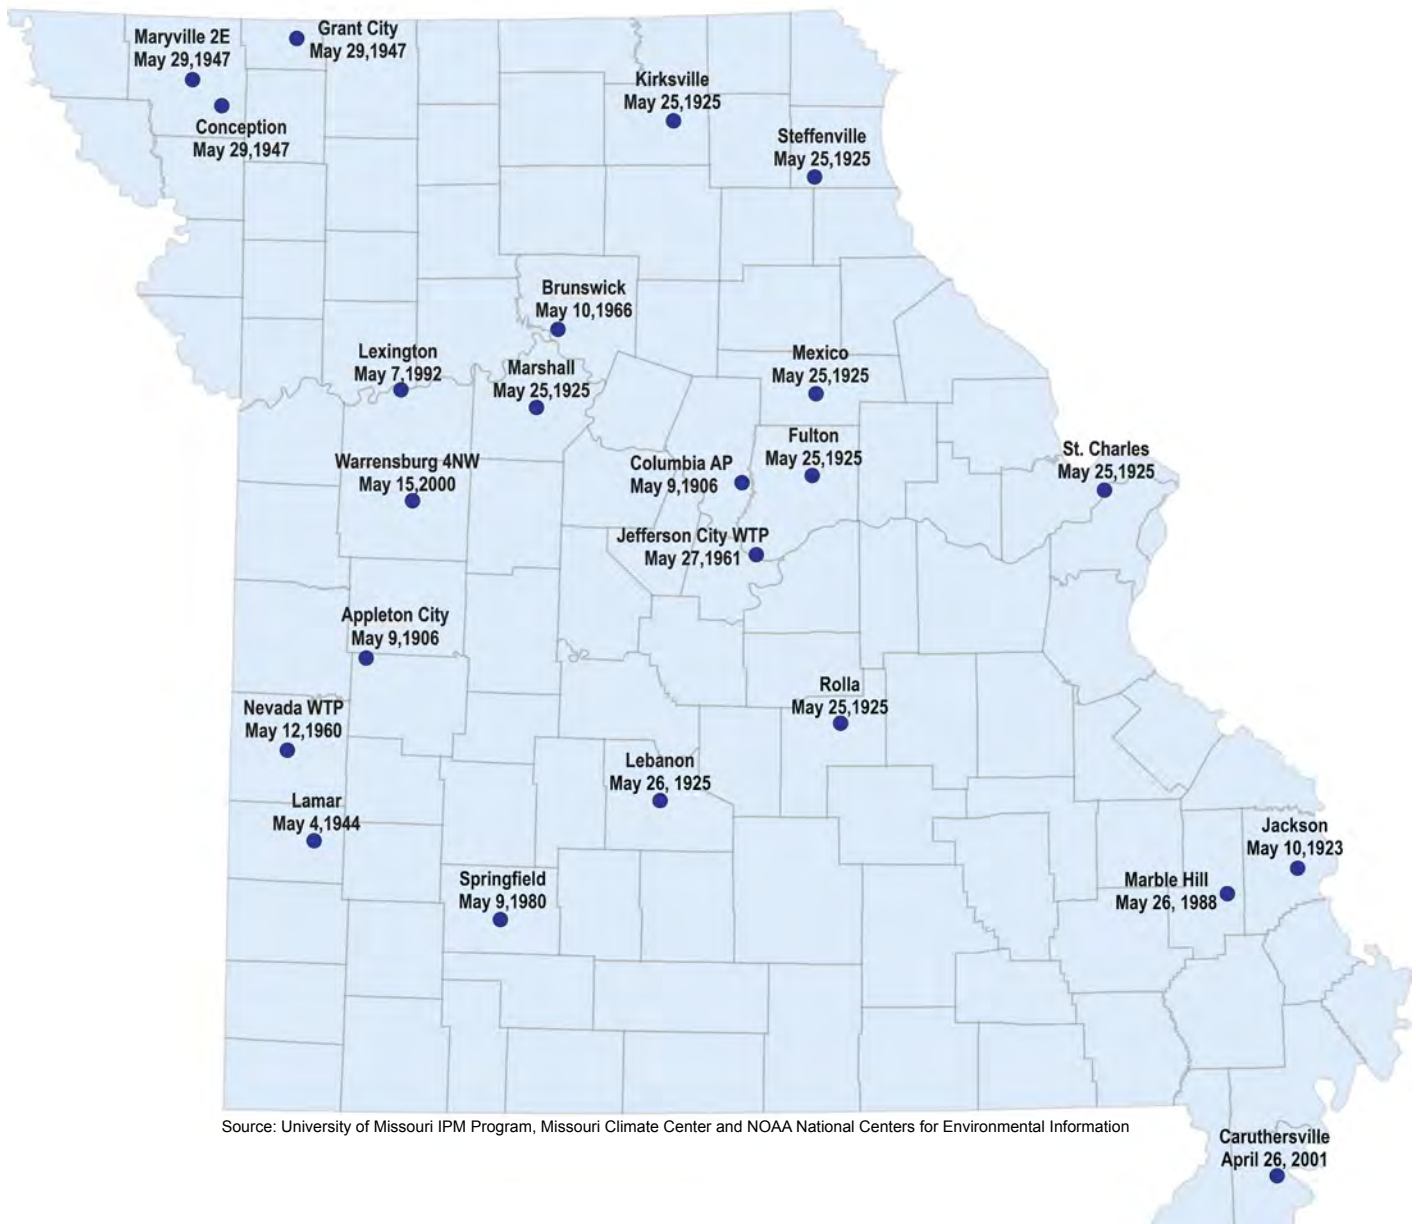 Maryville 2E
May 29,1947
Grant City
May 29,1947
Conception
May 29,1947
Kirksville
May 25,1925
Steffenville
May 25,1925
Brunswick
May 10,1966
Lexington
May 7,1992
Marshall
May 25,1925
Mexico
May 25,1925
Warrensburg 4NW
May 15,2000
Columbia AP
May 9,1906
Fulton
May 25,1925
St. Charles
May 25,1925
Jefferson City WTP
May 27,1961
Appleton City
May 9,1906
Nevada WTP
May 12,1960
Rolla
May 25,1925
Lebanon
May 26, 1925
Lamar
May 4,1944
Springfield
May 9,1980
Jackson
May 10,1923
Marble Hill
May 26, 1988
Source: University of Missouri IPM Program, Missouri Climate Center and NOAA National Centers for Environmental Information
Caruthersville
April 26, 2001